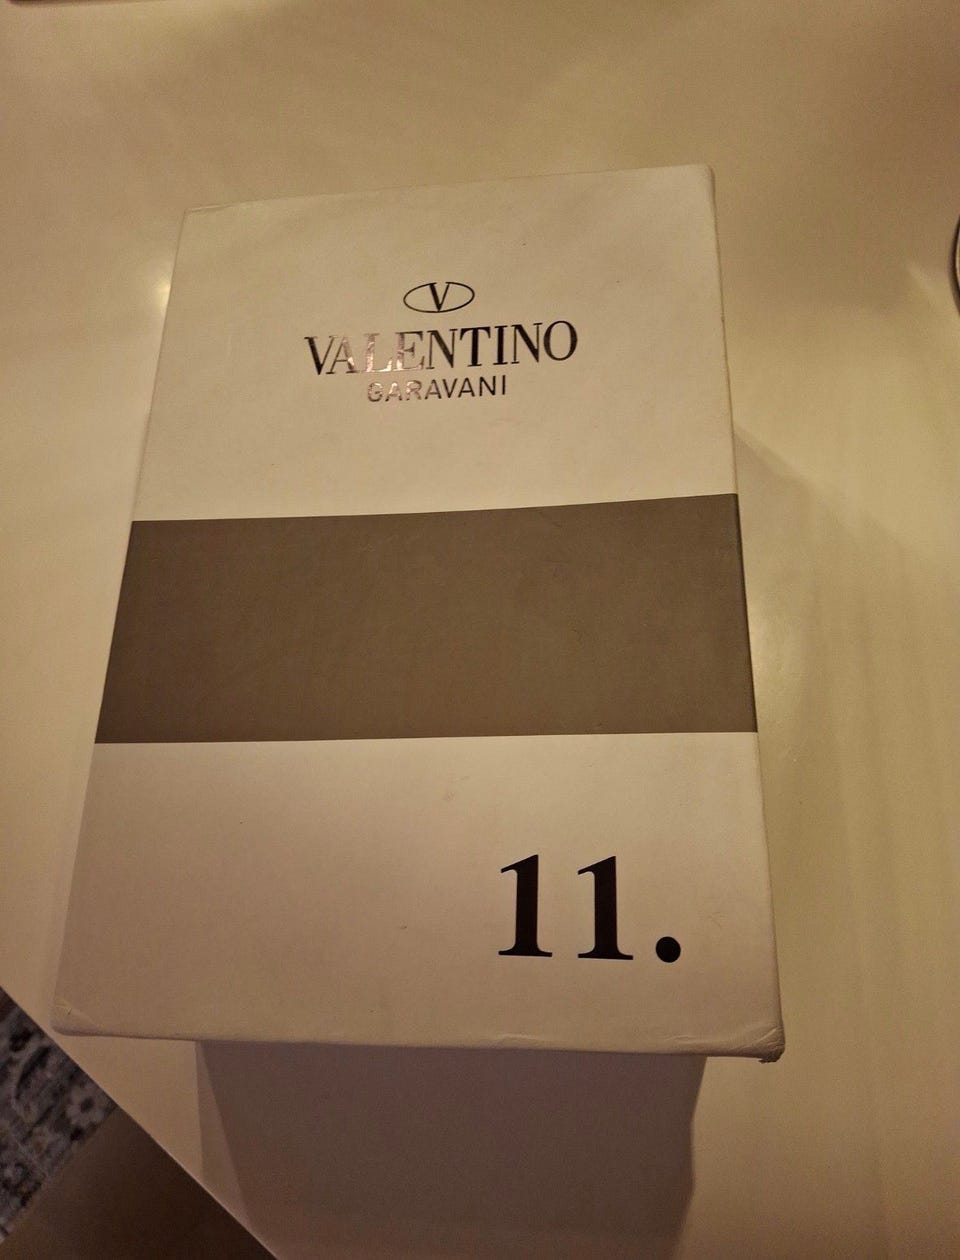 V
VALENTINO
GARAVANI
11.